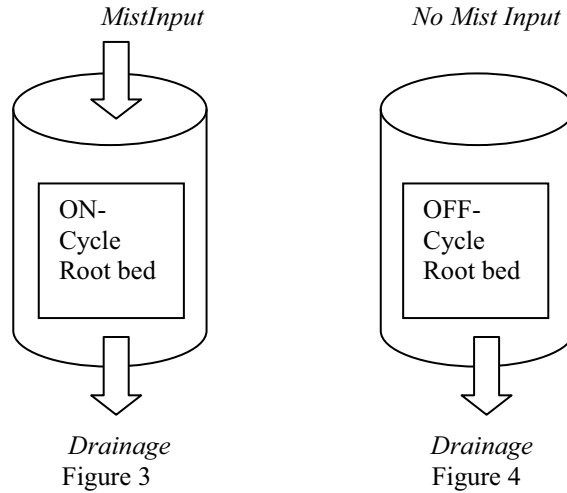 MistInput
ON-
Cycle
Root bed
Drainage
Figure 3
No Mist Input
OFF-
Cycle
Root bed
Drainage
Figure 4